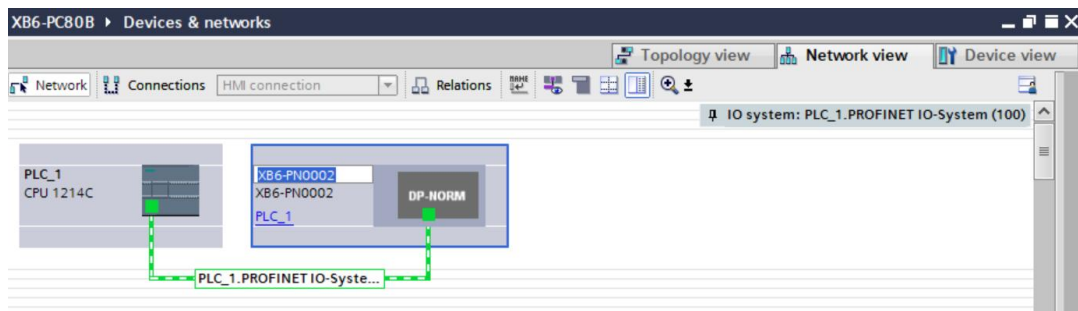 XB6-PC80B ▸ Devices & networks
Topology view Network view Device view
Network Connections HMI connection Relations
IO system: PLC_1.PROFINET IO-System (100)
PLC_1
CPU 1214C
XB6-PN0002
XB6-PN0002
PLC_1
DP-NORM
PLC_1.PROFINET IO-Syste...